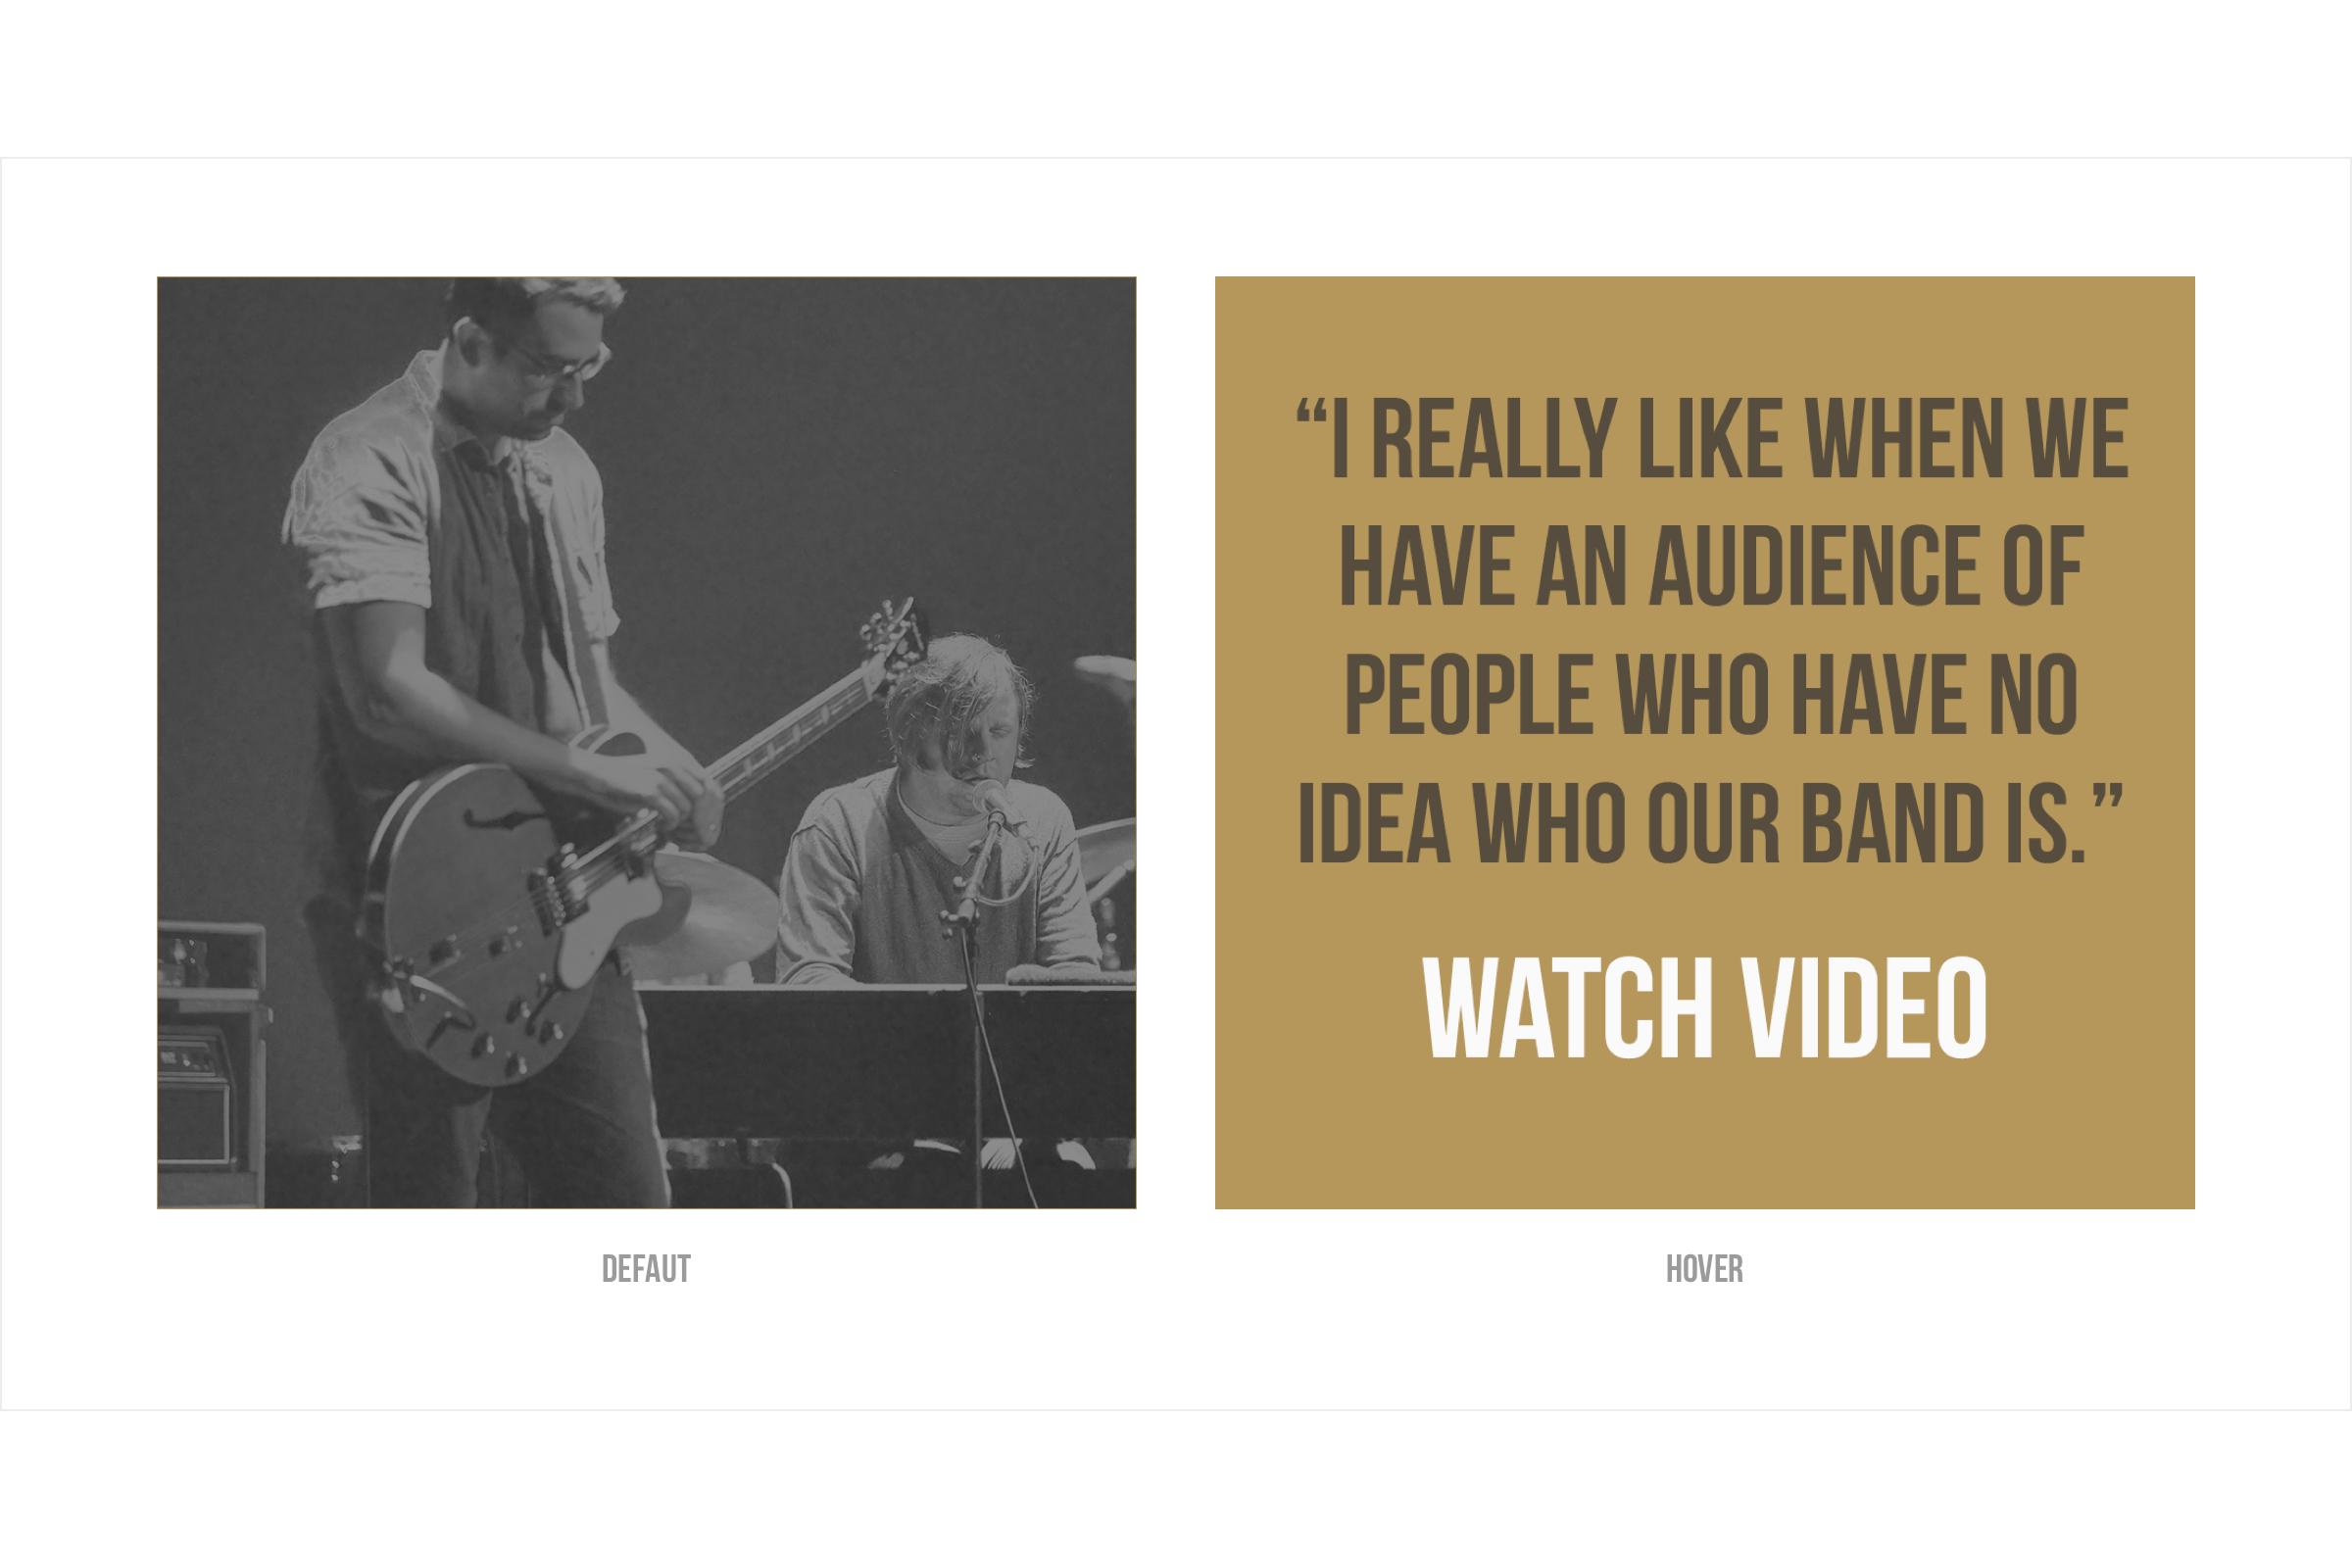 “I REALLY LIKE WHEN WE
HAVE AN AUDIENCE OF
PEOPLE WHO HAVE NO
IDEA WHO OUR BAND IS.”
WATCH VIDEO
DEFAUT
HOVER